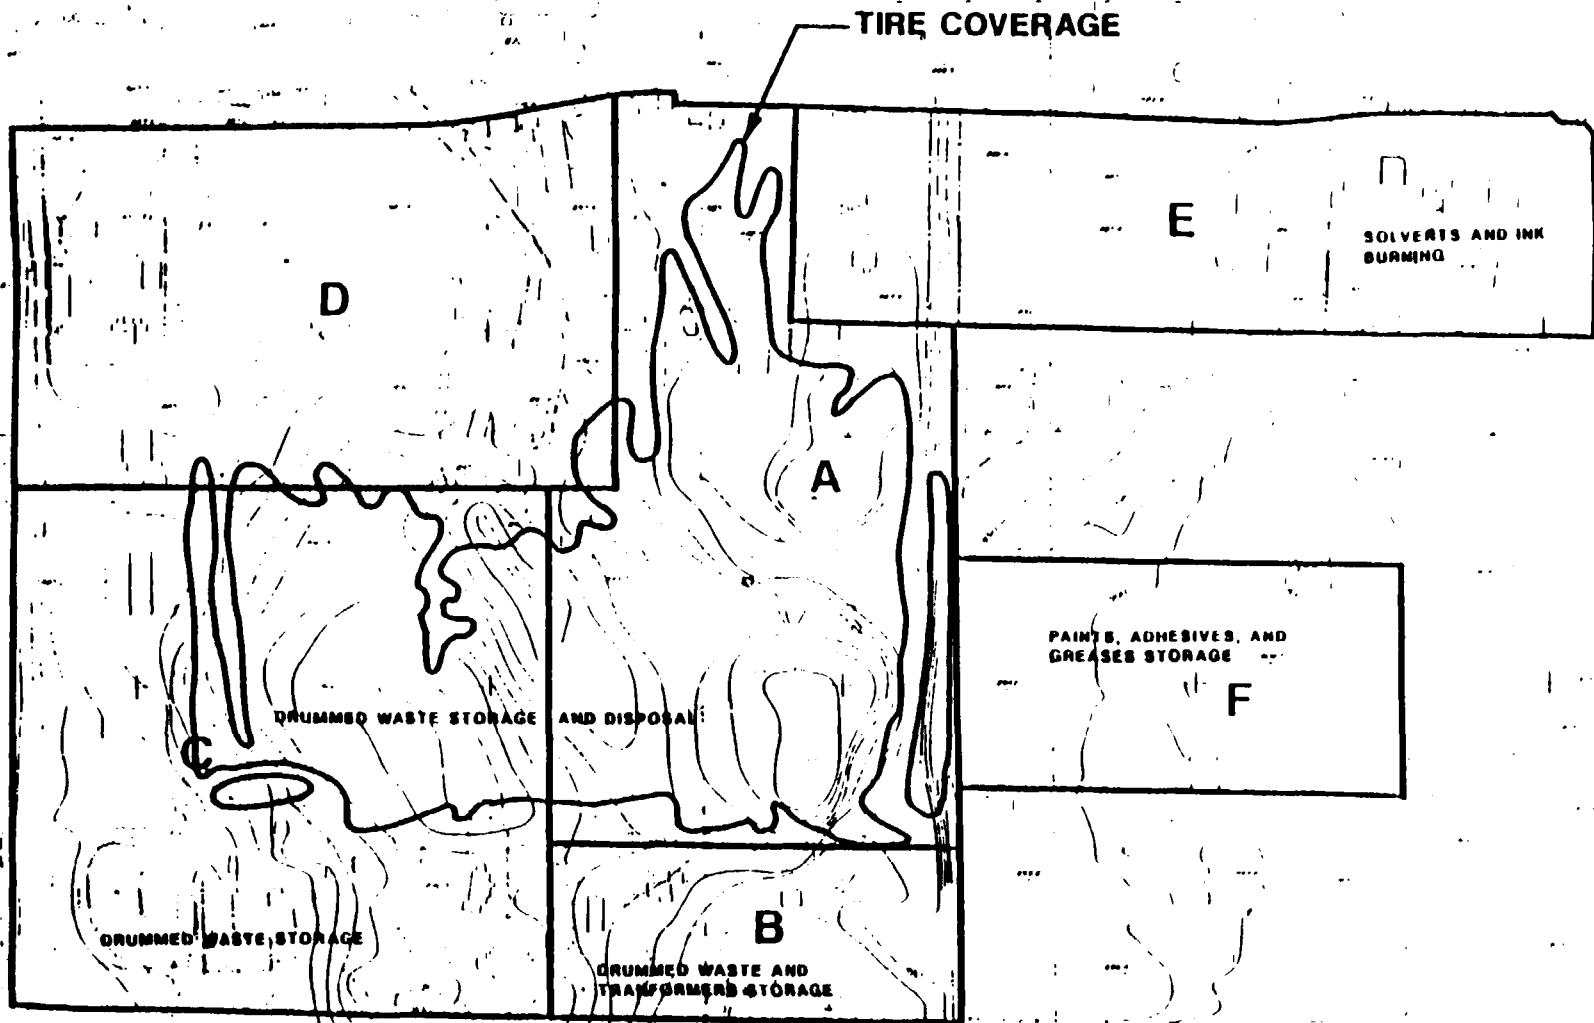 TIRE COVERAGE
E
SOLVERTS AND INK
BURNING
D
A
PAINTS, ADHESIVES, AND
GREASES STORAGE
F
DRUMMED WASTE STORAGE AND DISPOSAL
C
DRUMMED WASTE STORAGE
B
DRUMMED WASTE AND
TRANFORMERS STORAGE